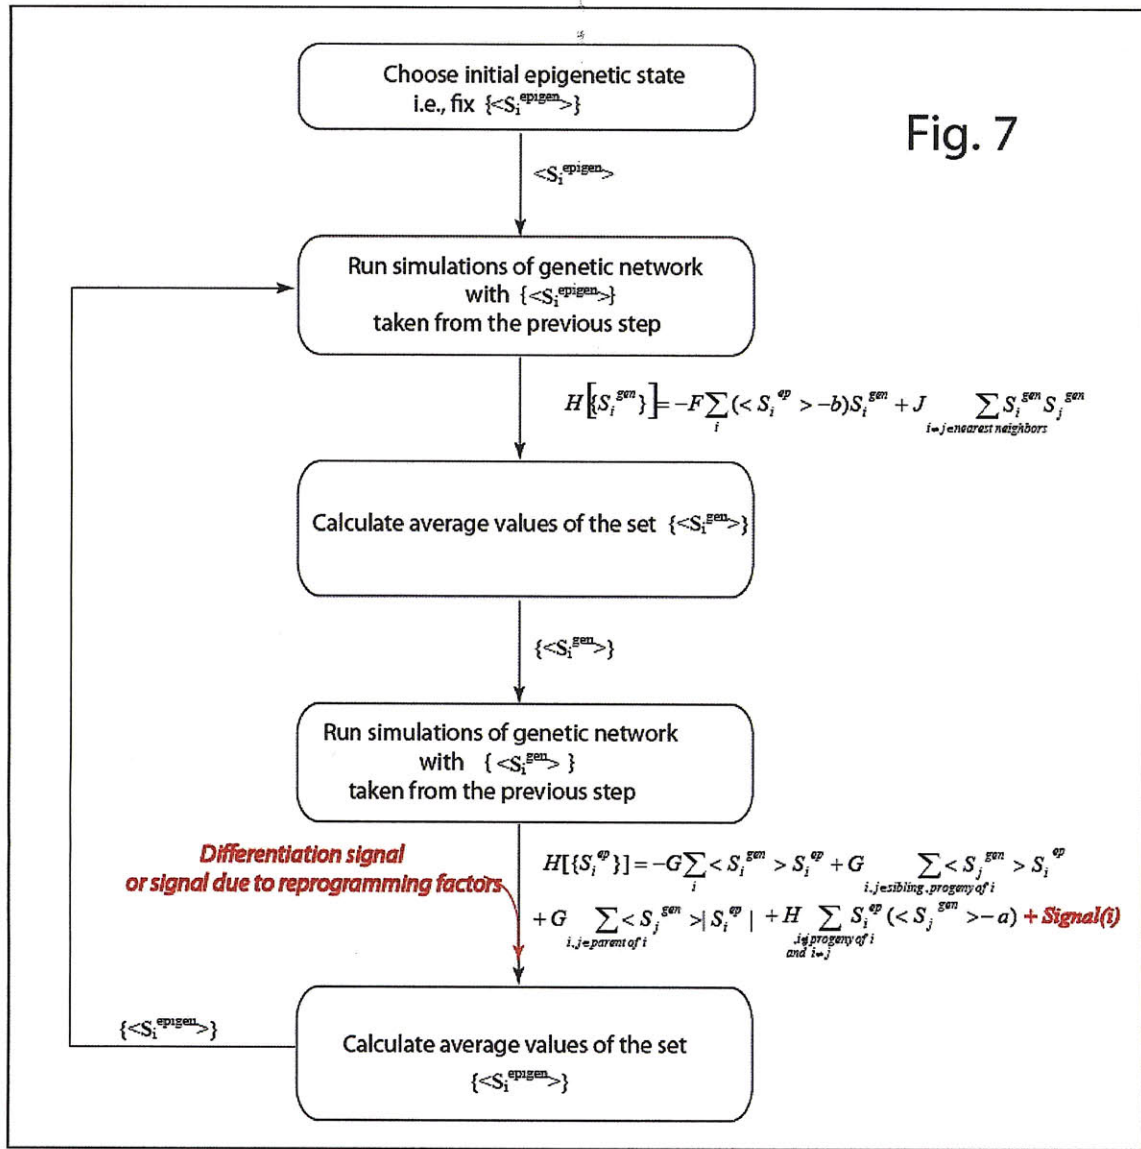 Choose initial epigenetic state
i.e., fix {<S_i^epigen>}
Fig. 7
<S_i^epigen>
Run simulations of genetic network
with {<S_i^epigen>}
taken from the previous step
H[{S_i^gen}]= -F∑_i(<S_i^ep>-b)S_i^gen + J ∑_{i≠j∈nearest neighbors} S_i^gen S_j^gen
Calculate average values of the set {<S_i^gen>}
{<S_i^gen>}
Run simulations of genetic network
with {<S_i^gen>}
taken from the previous step
Differentiation signal
or signal due to reprogramming factors
H[{S_i^ep}]= -G∑_i<S_i^gen>S_i^ep + G ∑_{i,j∈sibling,progeny of i}<S_j^gen>S_i^ep
+ G ∑_{i,j∈parent of i}<S_j^gen>|S_i^ep| + H ∑_{i,j∉progeny of i and i≠j} S_i^ep(<S_j^gen>-a) + Signal(i)
{<S_i^epigen>}
Calculate average values of the set
{<S_i^epigen>}